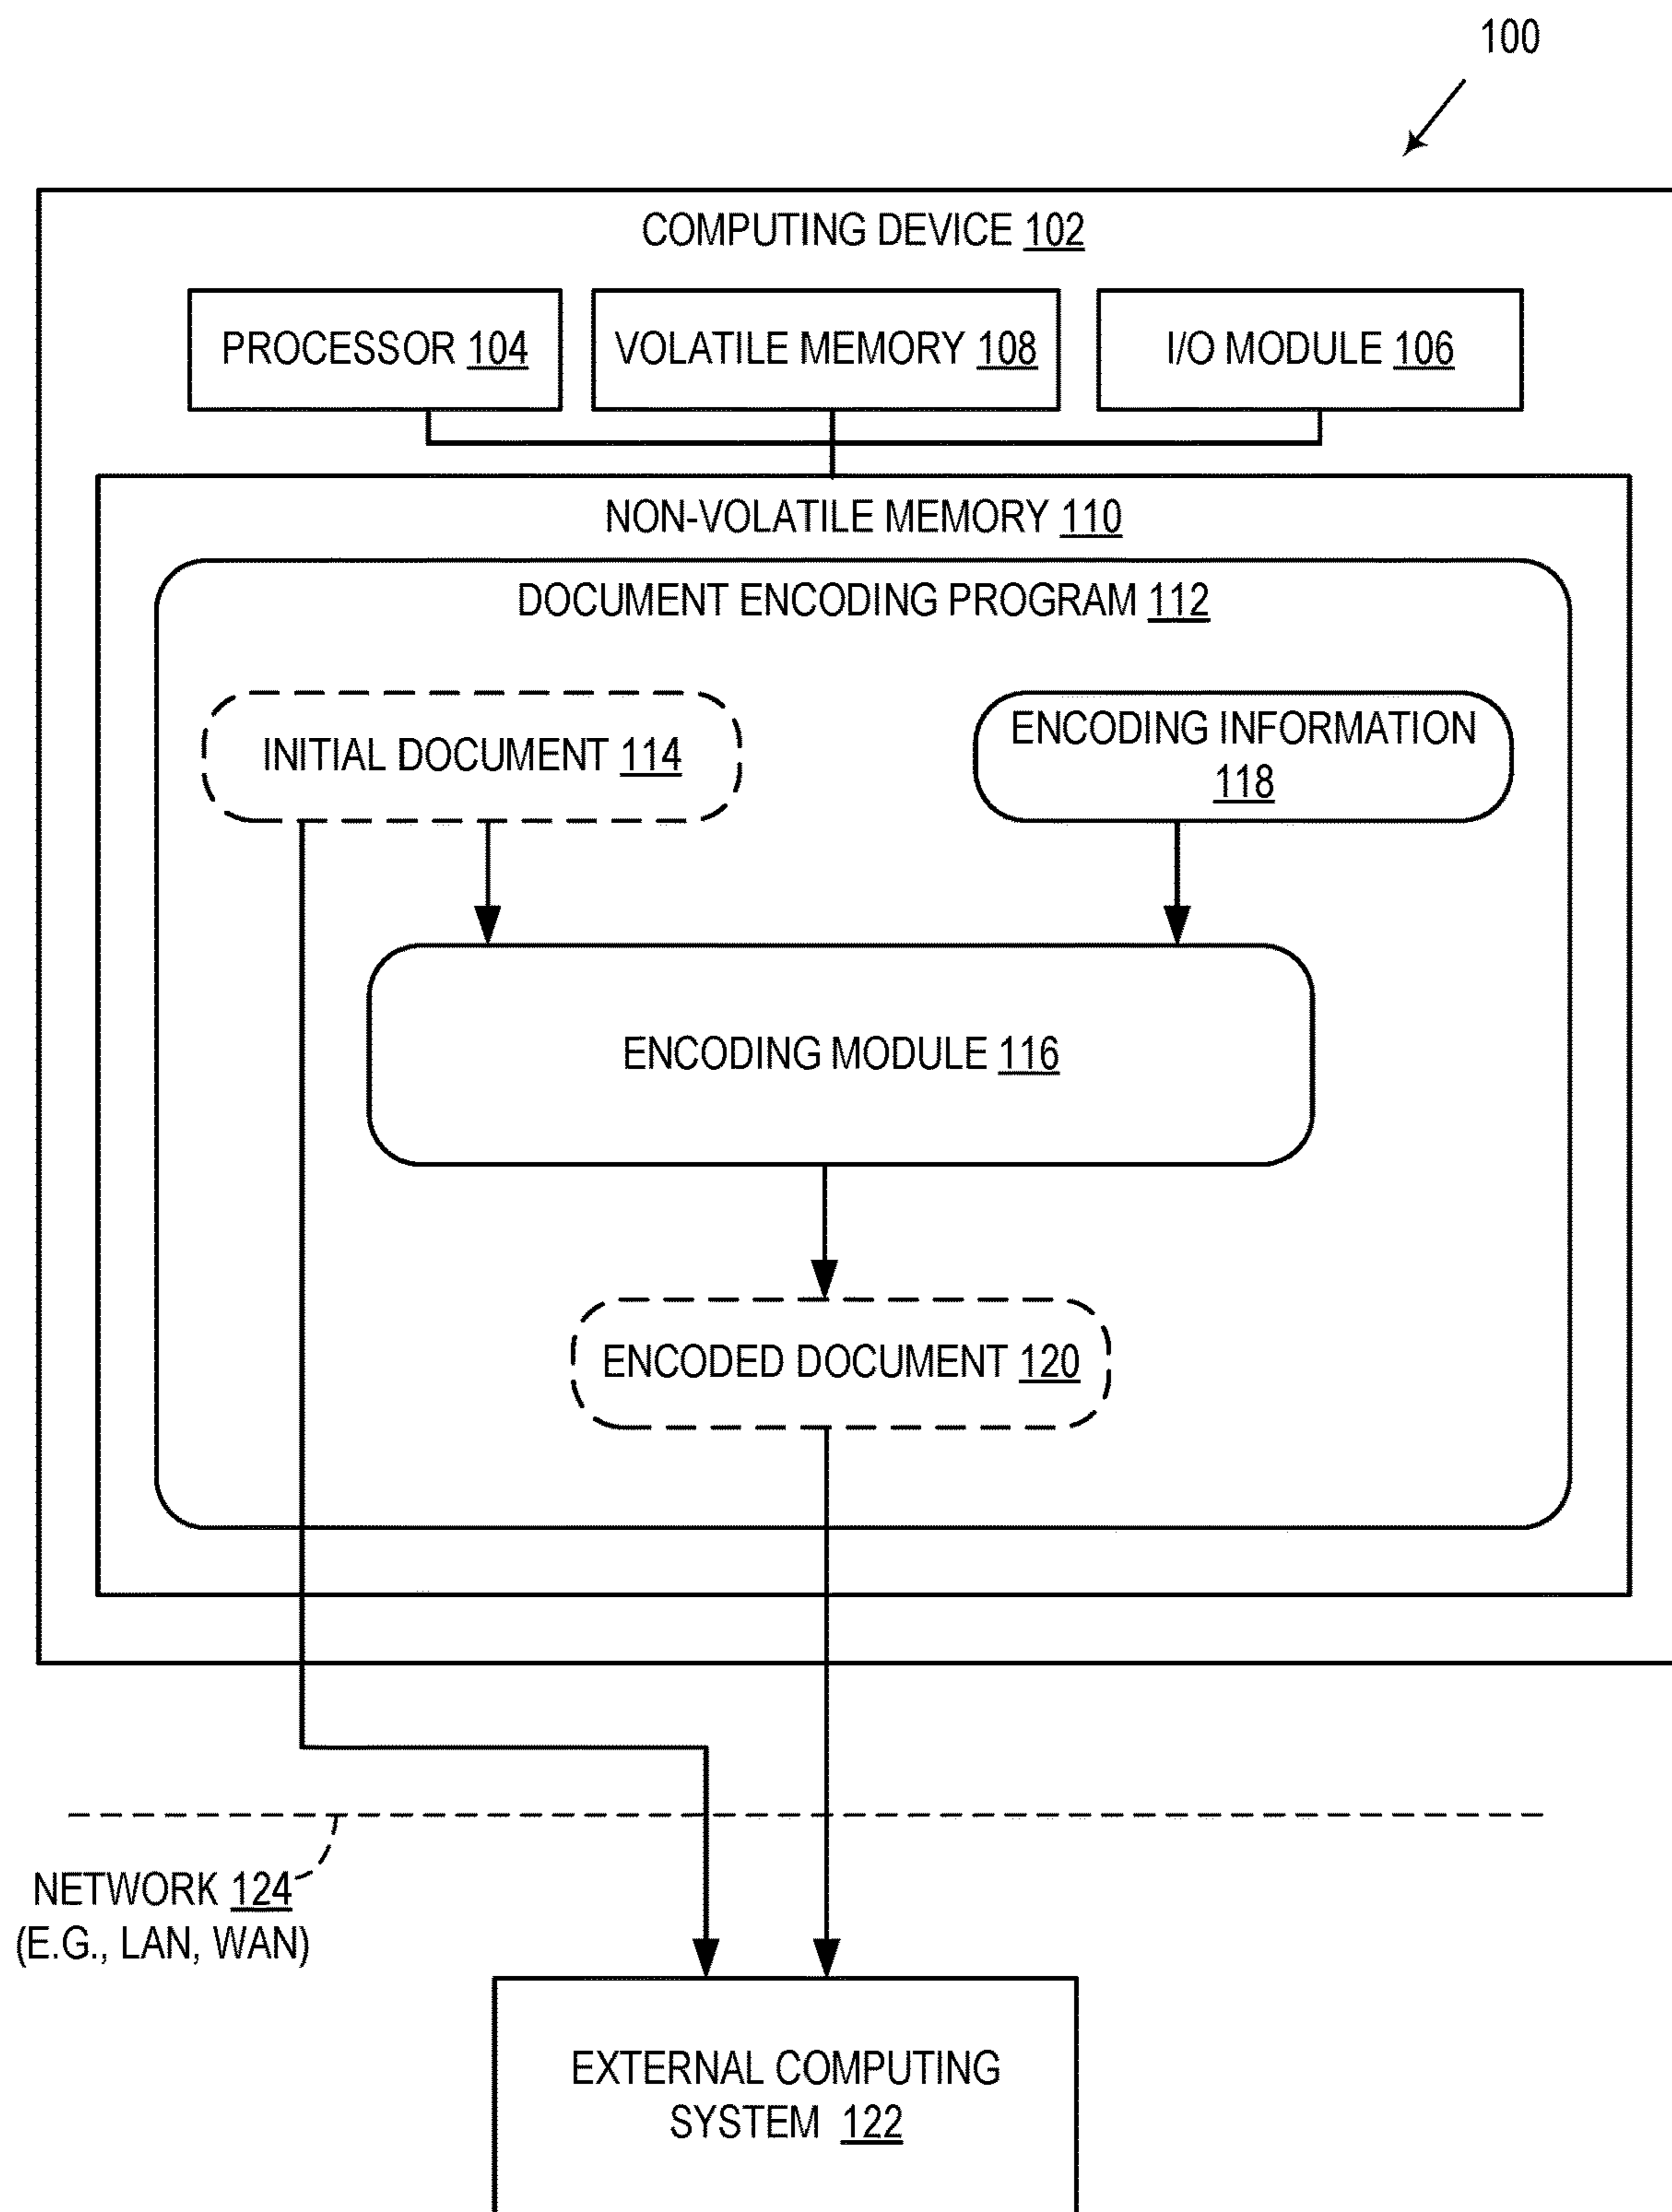 100
COMPUTING DEVICE 102
PROCESSOR 104
VOLATILE MEMORY 108
I/O MODULE 106
NON-VOLATILE MEMORY 110
DOCUMENT ENCODING PROGRAM 112
INITIAL DOCUMENT 114
ENCODING INFORMATION
118
ENCODING MODULE 116
ENCODED DOCUMENT 120
NETWORK 124
(E.G., LAN, WAN)
EXTERNAL COMPUTING
SYSTEM 122